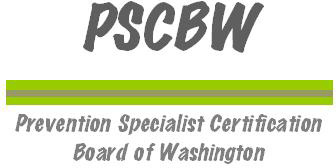 PSCBW
Prevention Specialist Certification
Board of Washington